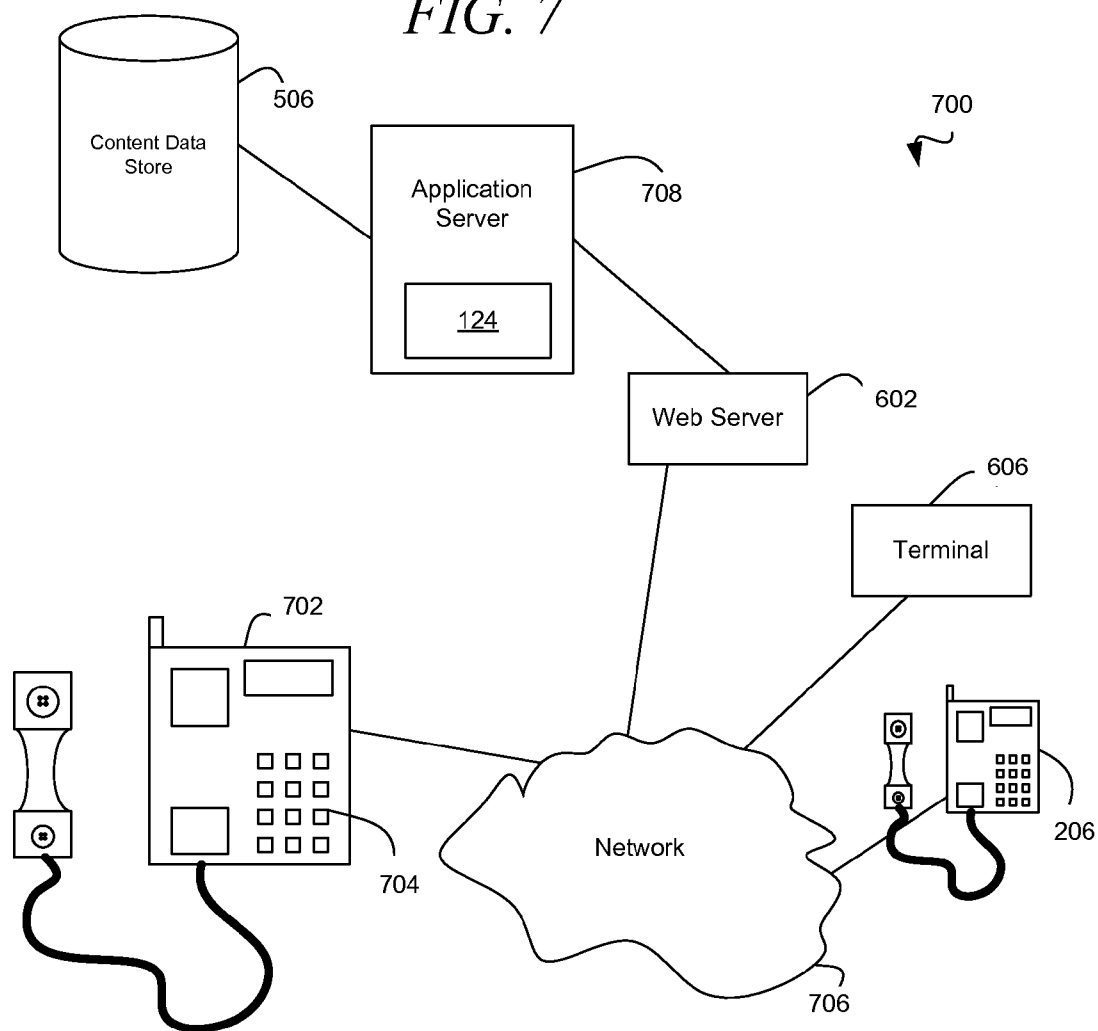 FIG. 7
506
Content Data
Store
700
Application
Server
708
124
Web Server
602
606
Terminal
702
704
Network
206
706